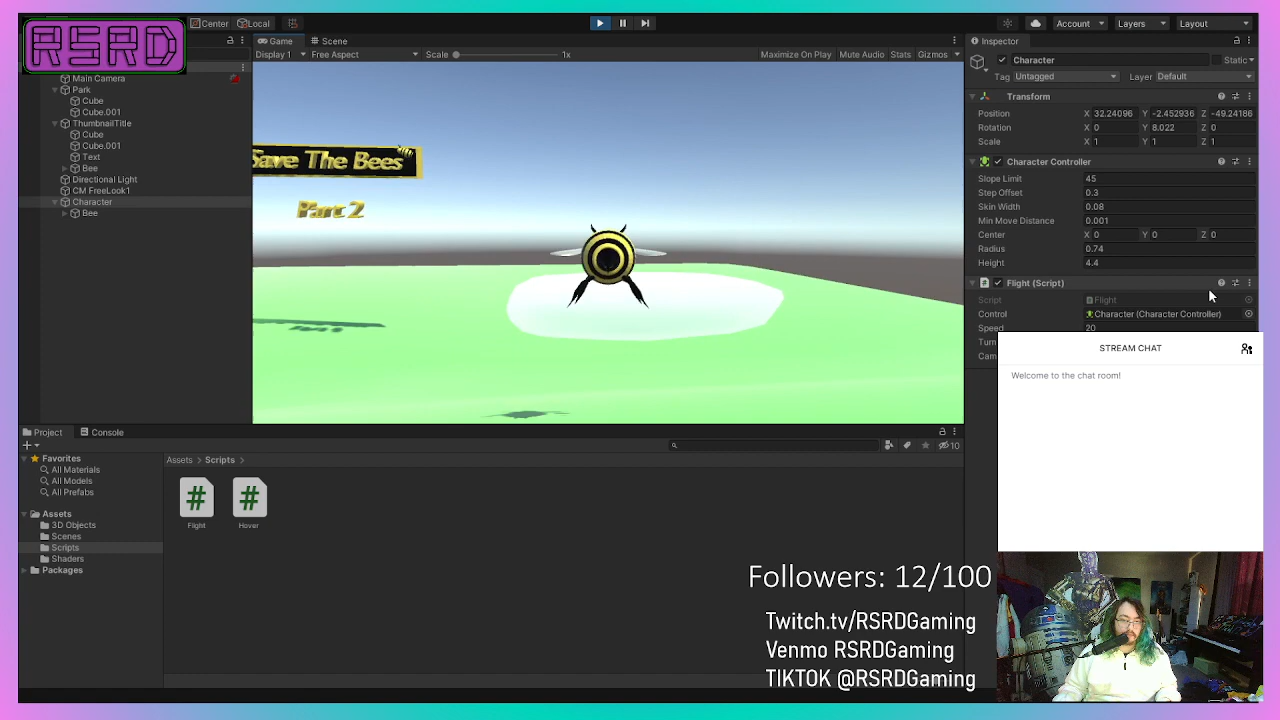 RSRD
Center
Local
Account
Layers
Layout
Game
Scene
Display 1
Free Aspect
Scale
1x
Maximize On Play
Mute Audio
Stats
Gizmos
Main Camera
Park
Cube
Cube.001
ThumbnailTitle
Cube
Cube.001
Text
Bee
Directional Light
CM FreeLook1
Character
Bee
Save The Bees
Part 2
Inspector
Character
Static
Tag Untagged
Layer Default
Transform
Position X 32.24096 Y -2.452936 Z -49.24186
Rotation X 0 Y 8.022 Z 0
Scale X 1 Y 1 Z 1
Character Controller
Slope Limit 45
Step Offset 0.3
Skin Width 0.08
Min Move Distance 0.001
Center X 0 Y 0 Z 0
Radius 0.74
Height 4.4
Flight (Script)
Script Flight
Control Character (Character Controller)
Speed 20
Turn
Cam
STREAM CHAT
Welcome to the chat room!
Project
Console
10
Favorites
All Materials
All Models
All Prefabs
Assets
3D Objects
Scenes
Scripts
Shaders
Packages
Assets > Scripts >
#
#
Flight
Hover
Followers: 12/100
Twitch.tv/RSRDGaming
Venmo RSRDGaming
TIKTOK @RSRDGaming